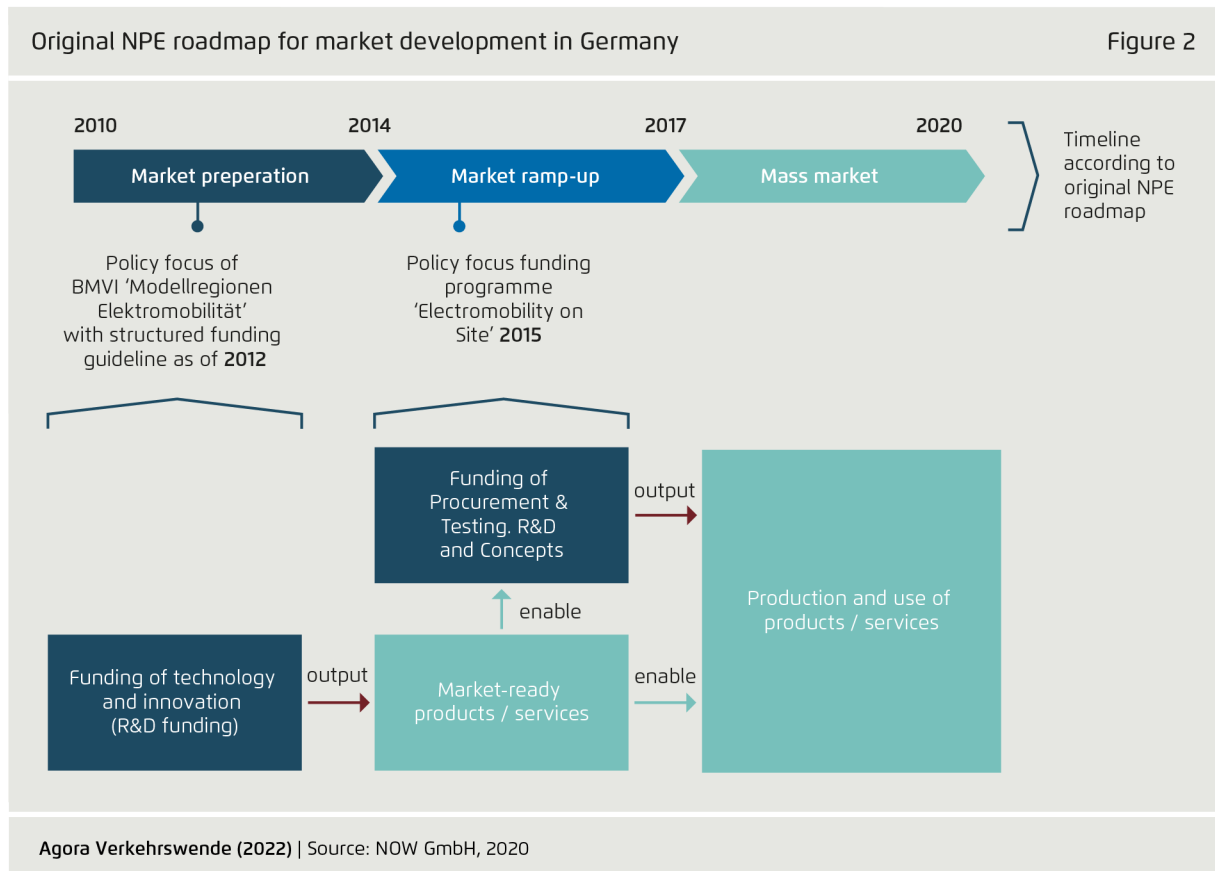 Original NPE roadmap for market development in Germany
Figure 2
2010
2014
2017
2020
Market preperation
Market ramp-up
Mass market
Timeline
according to
original NPE
roadmap
Policy focus of
BMVI ‘Modellregionen
Elektromobilität’
with structured funding
guideline as of 2012
Policy focus funding
programme
‘Electromobility on
Site’ 2015
Funding of
Procurement &
Testing. R&D
and Concepts
output
enable
Production and use of
products / services
Funding of technology
and innovation
(R&D funding)
output
Market-ready
products / services
enable
Agora Verkehrswende (2022) | Source: NOW GmbH, 2020